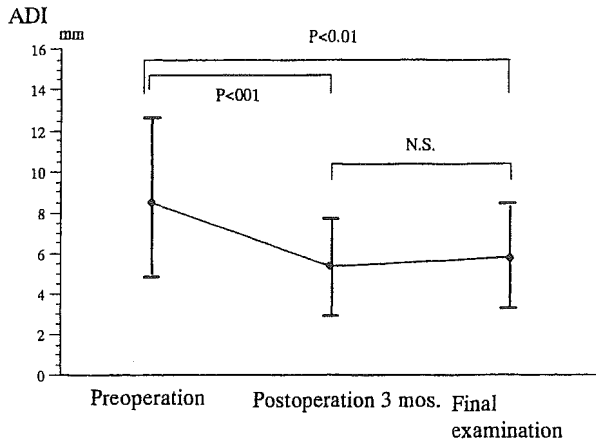 ADI
mm
16
14
12
10
8
6
4
2
0
P<0.01
P<001
N.S.
Preoperation
Postoperation 3 mos.
Final
examination